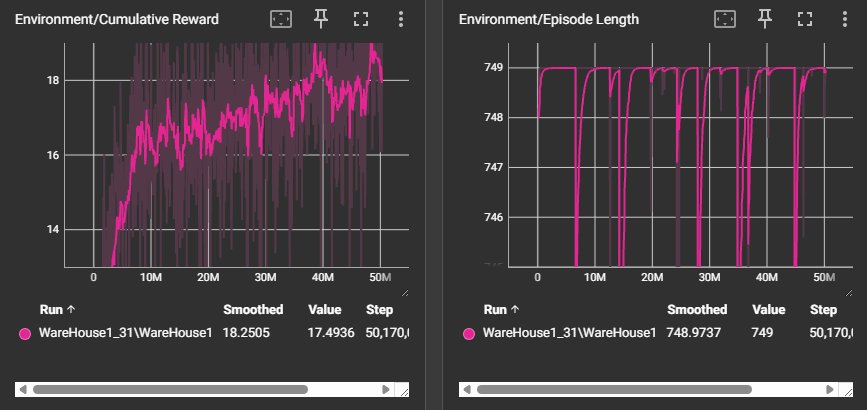 Environment/Cumulative Reward
18
16
14
0 10M 20M 30M 40M 50M
Run ↑ Smoothed Value Step
WareHouse1_31\WareHouse1 18.2505 17.4936 50,170,
Environment/Episode Length
749
748
747
746
745
0 10M 20M 30M 40M 50M
Run ↑ Smoothed Value Step
WareHouse1_31\WareHouse1 748.9737 749 50,170,